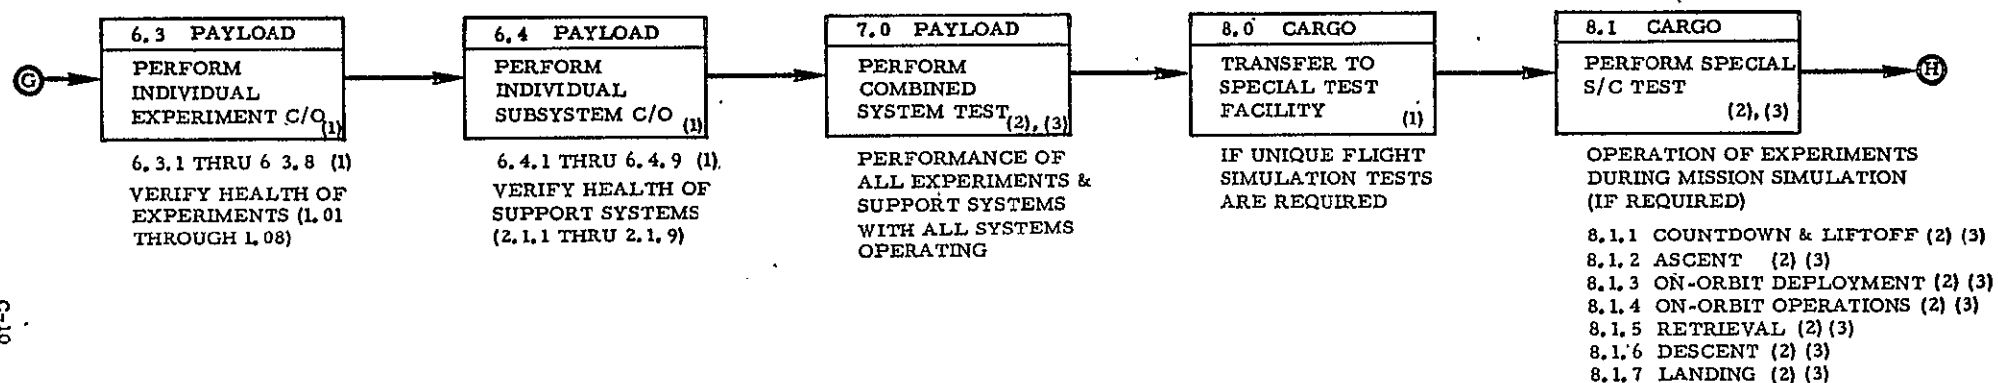 G
6.3 PAYLOAD
PERFORM
INDIVIDUAL
EXPERIMENT C/O (1)
6.3.1 THRU 6 3.8 (1)
VERIFY HEALTH OF
EXPERIMENTS (1.01
THROUGH 1.08)
6.4 PAYLOAD
PERFORM
INDIVIDUAL
SUBSYSTEM C/O (1)
6.4.1 THRU 6.4.9 (1)
VERIFY HEALTH OF
SUPPORT SYSTEMS
(2.1.1 THRU 2.1.9)
7.0 PAYLOAD
PERFORM
COMBINED
SYSTEM TEST (2), (3)
PERFORMANCE OF
ALL EXPERIMENTS &
SUPPORT SYSTEMS
WITH ALL SYSTEMS
OPERATING
8.0 CARGO
TRANSFER TO
SPECIAL TEST
FACILITY (1)
IF UNIQUE FLIGHT
SIMULATION TESTS
ARE REQUIRED
8.1 CARGO
PERFORM SPECIAL
S/C TEST
(2), (3)
OPERATION OF EXPERIMENTS
DURING MISSION SIMULATION
(IF REQUIRED)
8.1.1 COUNTDOWN & LIFTOFF (2) (3)
8.1.2 ASCENT (2) (3)
8.1.3 ON-ORBIT DEPLOYMENT (2) (3)
8.1.4 ON-ORBIT OPERATIONS (2) (3)
8.1.5 RETRIEVAL (2) (3)
8.1.6 DESCENT (2) (3)
8.1.7 LANDING (2) (3)
H